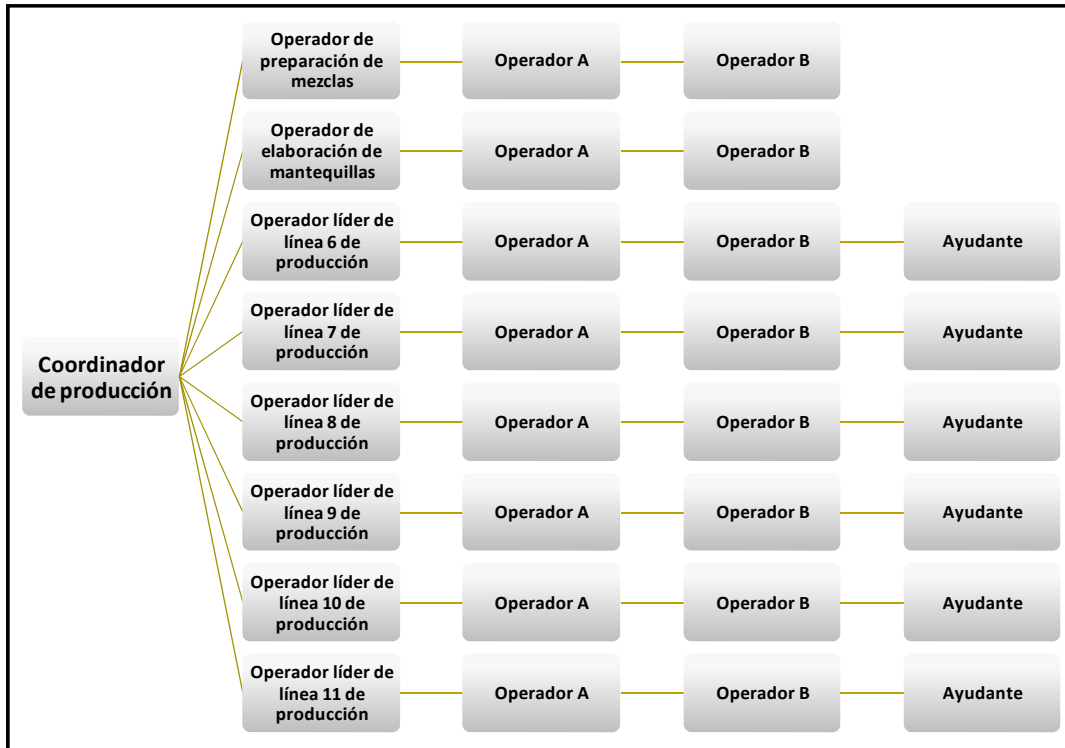 Operador de
preparación de
mezclas
Operador A
Operador B
Operador de
elaboración de
mantequillas
Operador A
Operador B
Operador líder de
línea 6 de
producción
Operador A
Operador B
Ayudante
Operador líder de
línea 7 de
producción
Operador A
Operador B
Ayudante
Coordinador
de producción
Operador líder de
línea 8 de
producción
Operador A
Operador B
Ayudante
Operador líder de
línea 9 de
producción
Operador A
Operador B
Ayudante
Operador líder de
línea 10 de
producción
Operador A
Operador B
Ayudante
Operador líder de
línea 11 de
producción
Operador A
Operador B
Ayudante